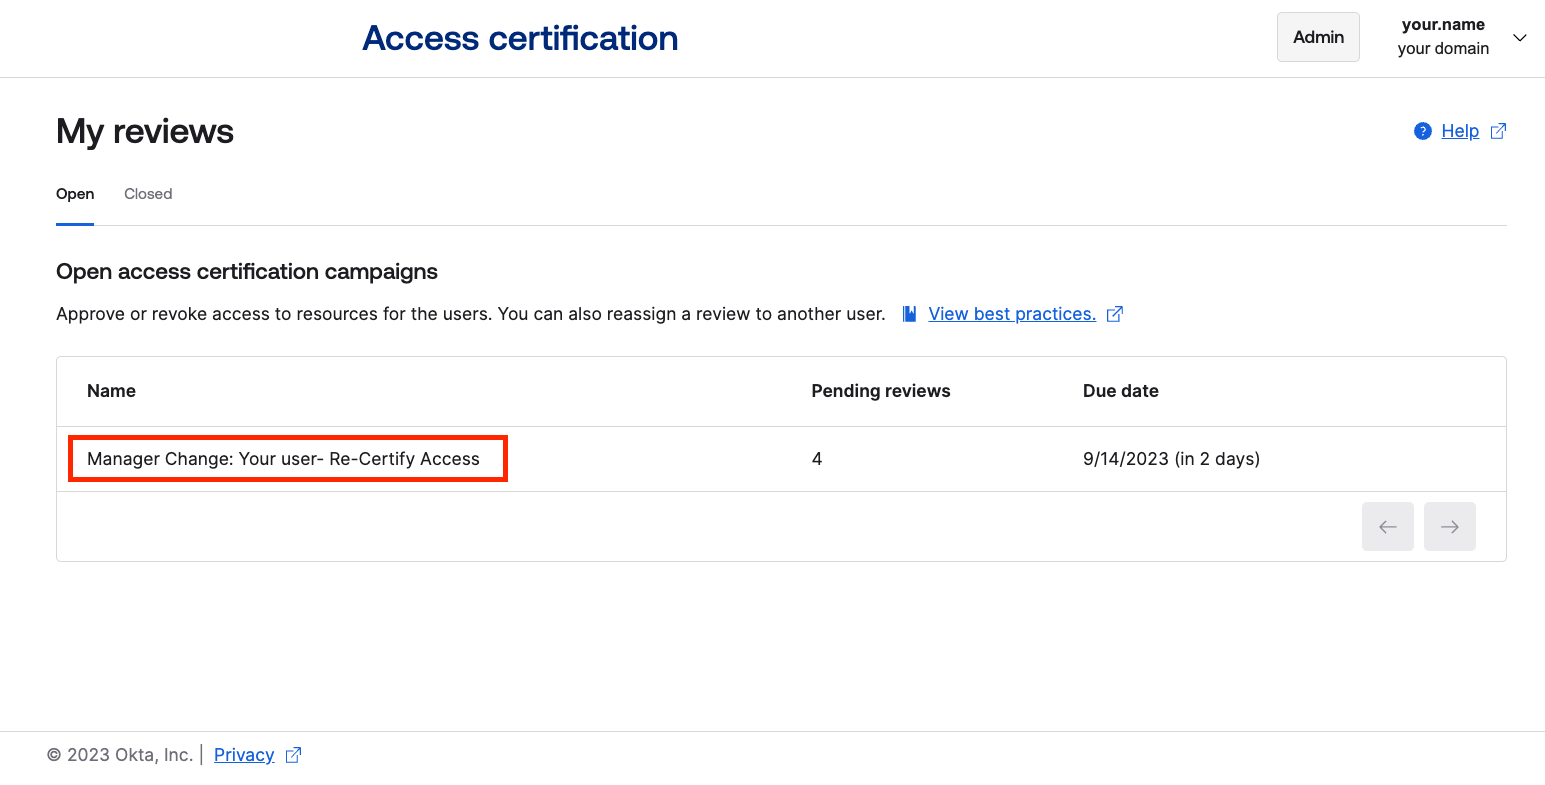 Access certification
Admin
your.name
your domain
My reviews
? Help
Open Closed
Open access certification campaigns
Approve or revoke access to resources for the users. You can also reassign a review to another user. View best practices.
Name Pending reviews Due date
Manager Change: Your user- Re-Certify Access 4 9/14/2023 (in 2 days)
© 2023 Okta, Inc. | Privacy